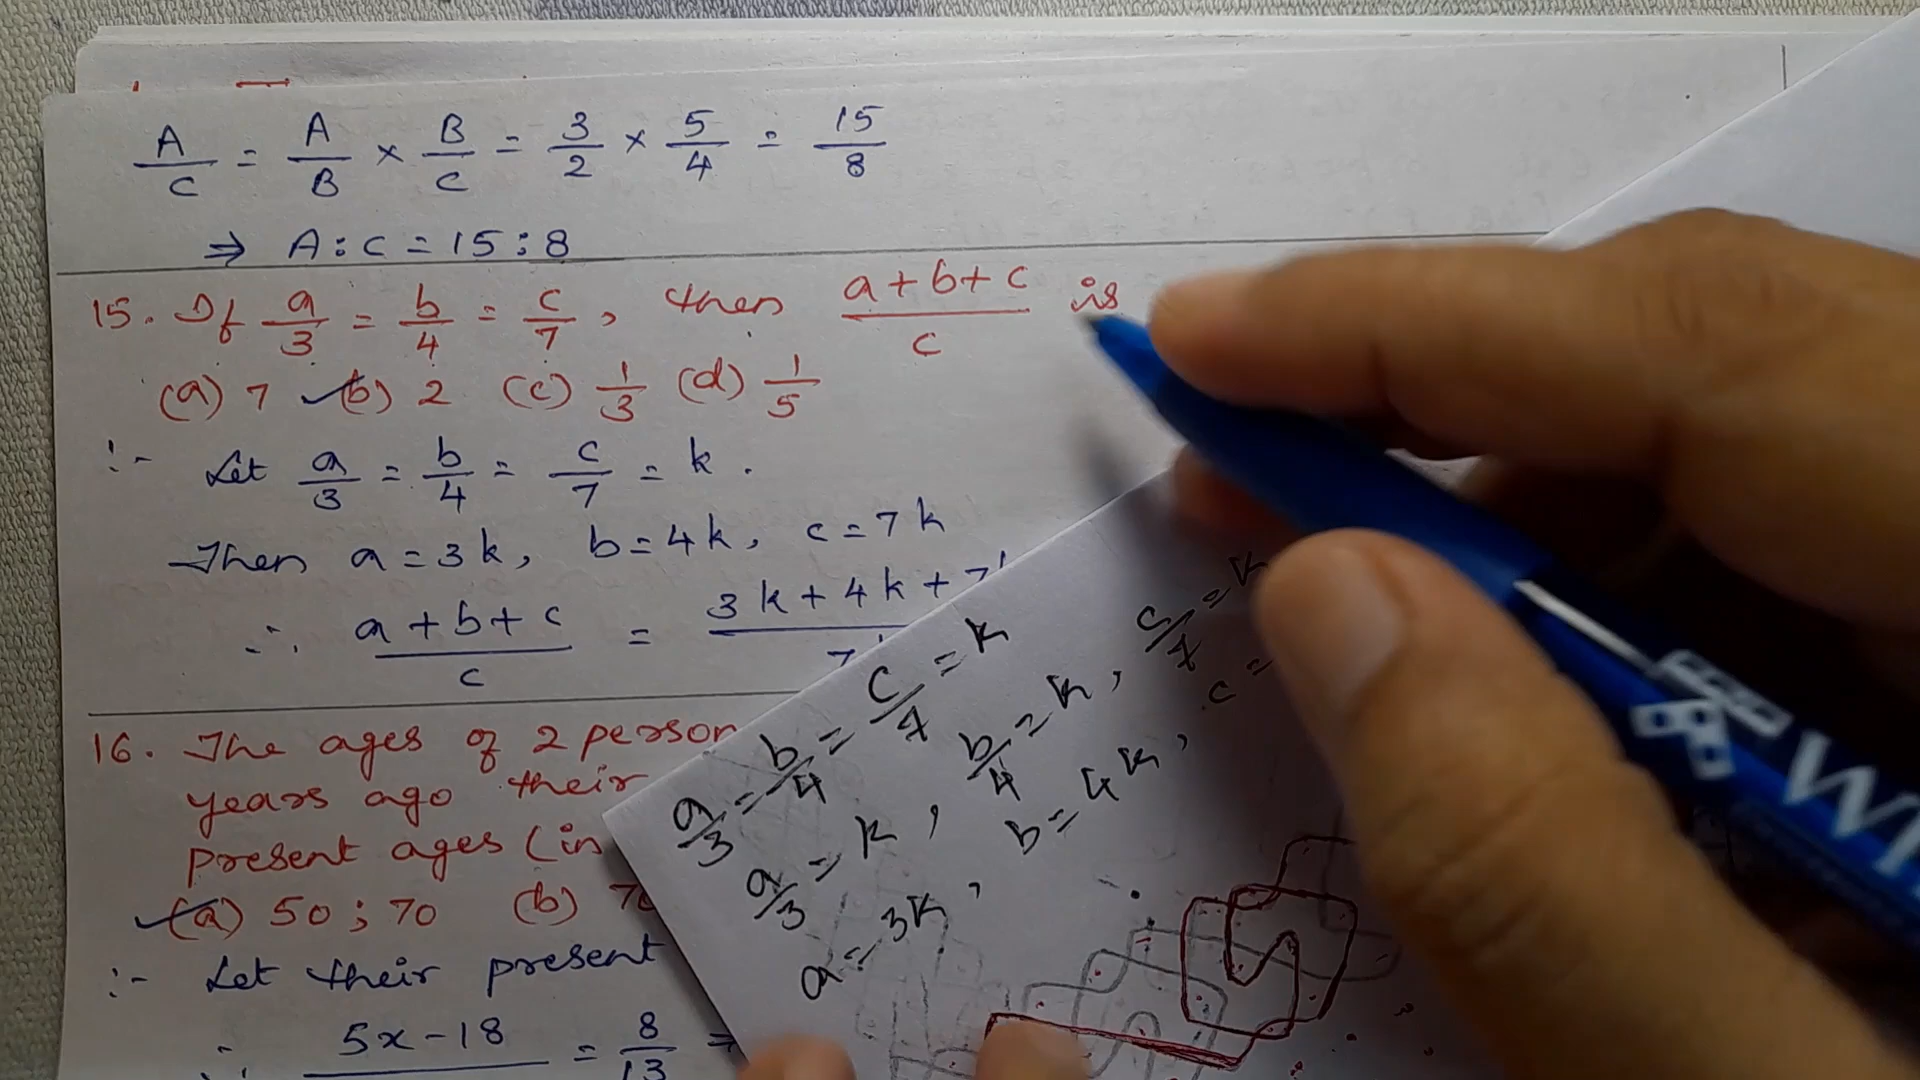 A/C = A/B × B/C = 3/2 × 5/4 = 15/8
⇒ A : C = 15 : 8
15. If a/3 = b/4 = c/7, then (a+b+c)/c is
(a) 7 (b) 2 (c) 1/3 (d) 1/5
:- Let a/3 = b/4 = c/7 = k.
Then a = 3k, b = 4k, c = 7k
∴ (a+b+c)/c = 3k + 4k + 7
16. The ages of 2 person
years ago their
present ages (in
(a) 50 ; 70 (b) 70
:- Let their present
∴ 5x-18 = 8/13 ⇒
a/3 = b/4 = c/7 = k
a/3 = k, b/4 = k, c/7 = k
a = 3k, b = 4k, c =